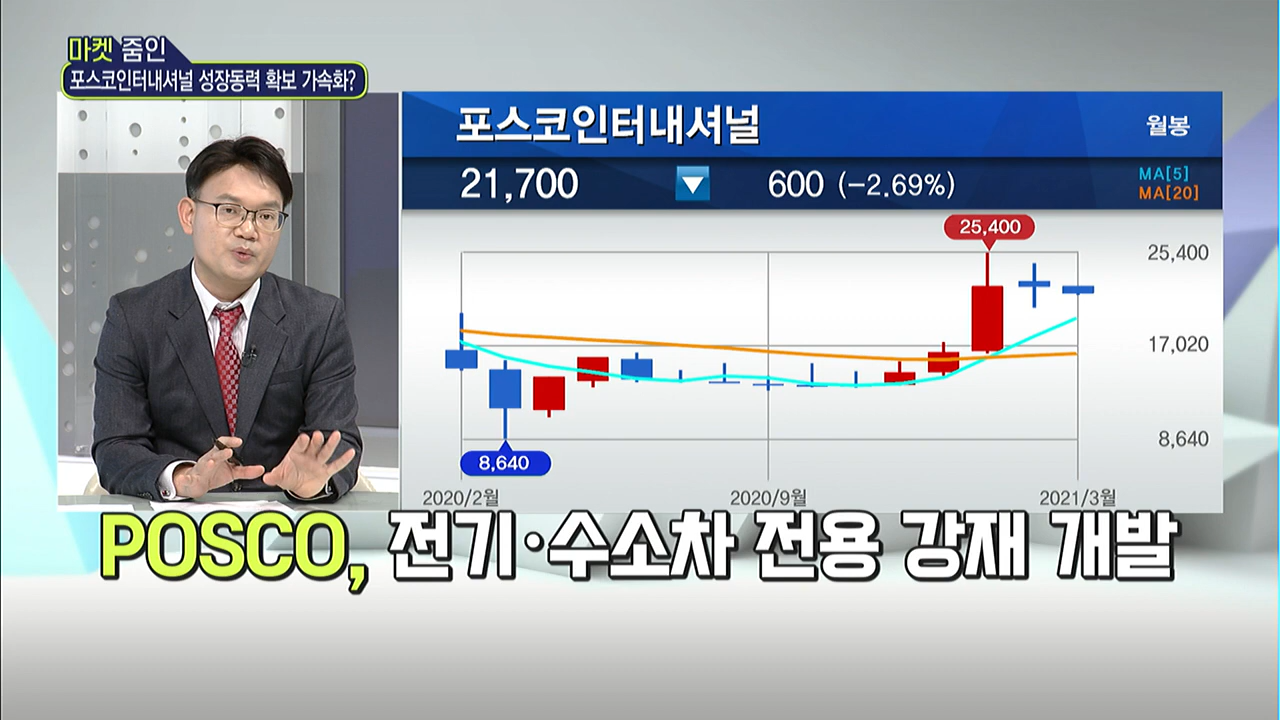 마켓 줌인
포스코인터내셔널 성장동력 확보 가속화?
포스코인터내셔널
월봉
21,700 ▼ 600 (-2.69%)
MA[5]
MA[20]
25,400
25,400
17,020
8,640
8,640
2020/2월 2020/9월 2021/3월
POSCO, 전기·수소차 전용 강재 개발